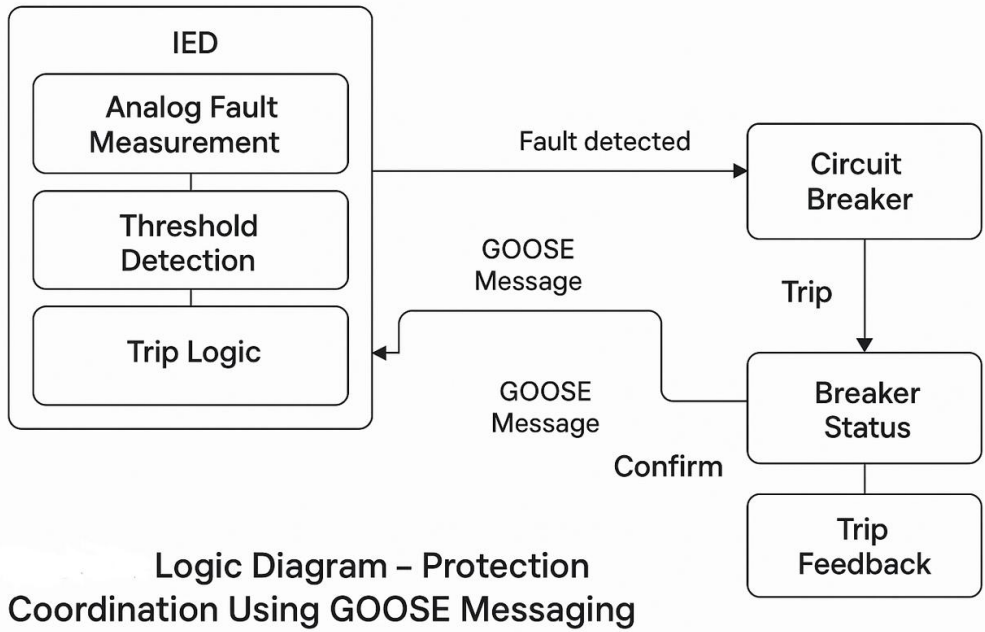 IED
Analog Fault
Measurement
Threshold
Detection
Trip Logic
Fault detected
Circuit
Breaker
GOOSE
Message
Trip
GOOSE
Message
Breaker
Status
Confirm
Trip
Feedback
Logic Diagram – Protection
Coordination Using GOOSE Messaging